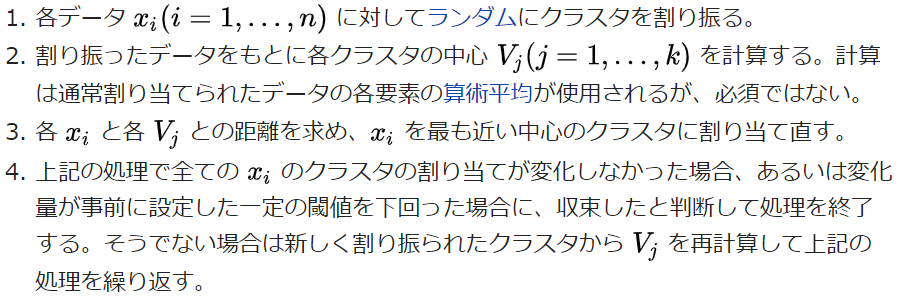 1. 各データ xᵢ(i = 1, . . . , n) に対してランダムにクラスタを割り振る。
2. 割り振ったデータをもとに各クラスタの中心 Vⱼ(j = 1, . . . , k) を計算する。計算
は通常割り当てられたデータの各要素の算術平均が使用されるが、必須ではない。
3. 各 xᵢ と各 Vⱼ との距離を求め、xᵢ を最も近い中心のクラスタに割り当て直す。
4. 上記の処理で全ての xᵢ のクラスタの割り当てが変化しなかった場合、あるいは変化
量が事前に設定した一定の閾値を下回った場合に、収束したと判断して処理を終了
する。そうでない場合は新しく割り振られたクラスタから Vⱼ を再計算して上記の
処理を繰り返す。